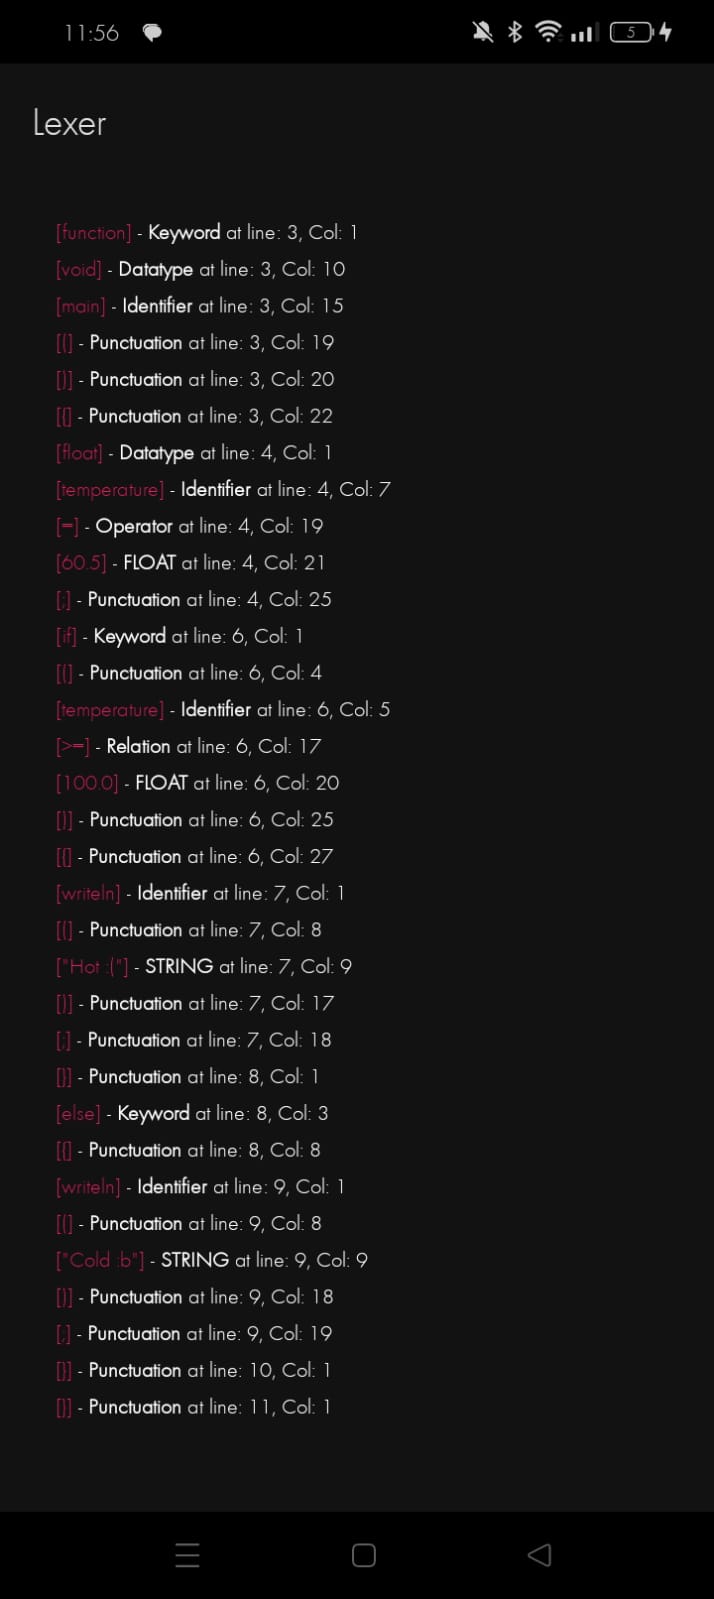 11:56
5
Lexer
[function] - Keyword at line: 3, Col: 1
[void] - Datatype at line: 3, Col: 10
[main] - Identifier at line: 3, Col: 15
[(] - Punctuation at line: 3, Col: 19
[)] - Punctuation at line: 3, Col: 20
[{] - Punctuation at line: 3, Col: 22
[float] - Datatype at line: 4, Col: 1
[temperature] - Identifier at line: 4, Col: 7
[=] - Operator at line: 4, Col: 19
[60.5] - FLOAT at line: 4, Col: 21
[;] - Punctuation at line: 4, Col: 25
[if] - Keyword at line: 6, Col: 1
[(] - Punctuation at line: 6, Col: 4
[temperature] - Identifier at line: 6, Col: 5
[>=] - Relation at line: 6, Col: 17
[100.0] - FLOAT at line: 6, Col: 20
[)] - Punctuation at line: 6, Col: 25
[{] - Punctuation at line: 6, Col: 27
[writeln] - Identifier at line: 7, Col: 1
[(] - Punctuation at line: 7, Col: 8
["Hot :("] - STRING at line: 7, Col: 9
[)] - Punctuation at line: 7, Col: 17
[;] - Punctuation at line: 7, Col: 18
[}] - Punctuation at line: 8, Col: 1
[else] - Keyword at line: 8, Col: 3
[{] - Punctuation at line: 8, Col: 8
[writeln] - Identifier at line: 9, Col: 1
[(] - Punctuation at line: 9, Col: 8
["Cold :b"] - STRING at line: 9, Col: 9
[)] - Punctuation at line: 9, Col: 18
[;] - Punctuation at line: 9, Col: 19
[}] - Punctuation at line: 10, Col: 1
[}] - Punctuation at line: 11, Col: 1